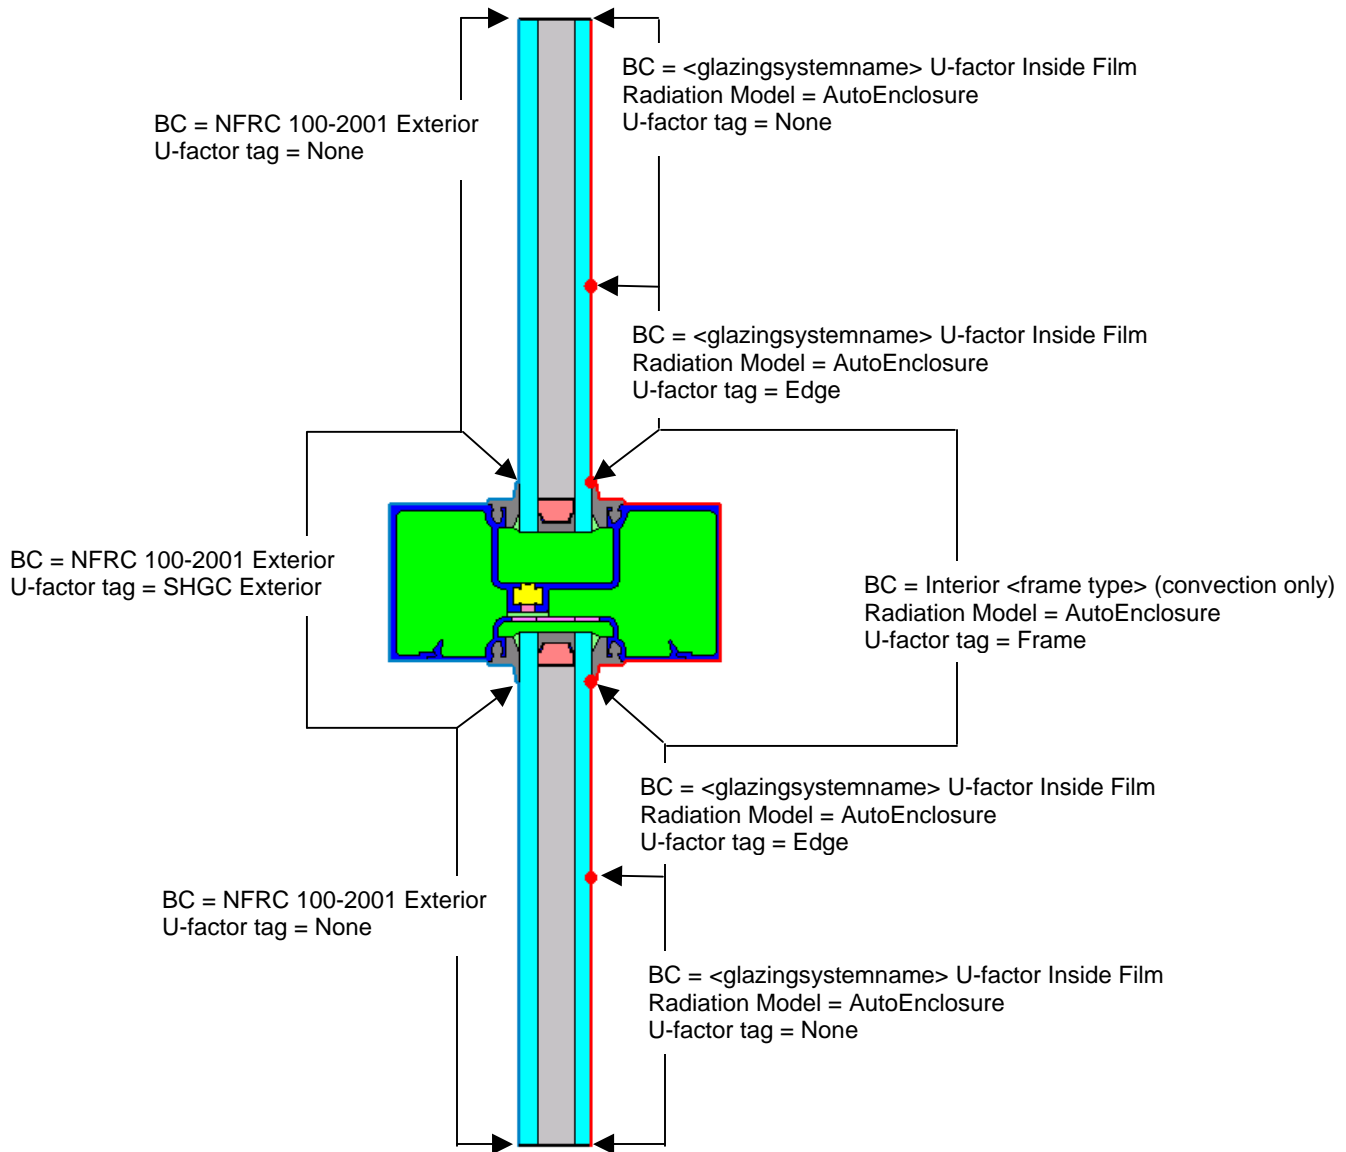 BC = <glazingsystemname> U-factor Inside Film
Radiation Model = AutoEnclosure
U-factor tag = None
BC = NFRC 100-2001 Exterior
U-factor tag = None
BC = <glazingsystemname> U-factor Inside Film
Radiation Model = AutoEnclosure
U-factor tag = Edge
BC = NFRC 100-2001 Exterior
U-factor tag = SHGC Exterior
BC = Interior <frame type> (convection only)
Radiation Model = AutoEnclosure
U-factor tag = Frame
BC = <glazingsystemname> U-factor Inside Film
Radiation Model = AutoEnclosure
U-factor tag = Edge
BC = NFRC 100-2001 Exterior
U-factor tag = None
BC = <glazingsystemname> U-factor Inside Film
Radiation Model = AutoEnclosure
U-factor tag = None